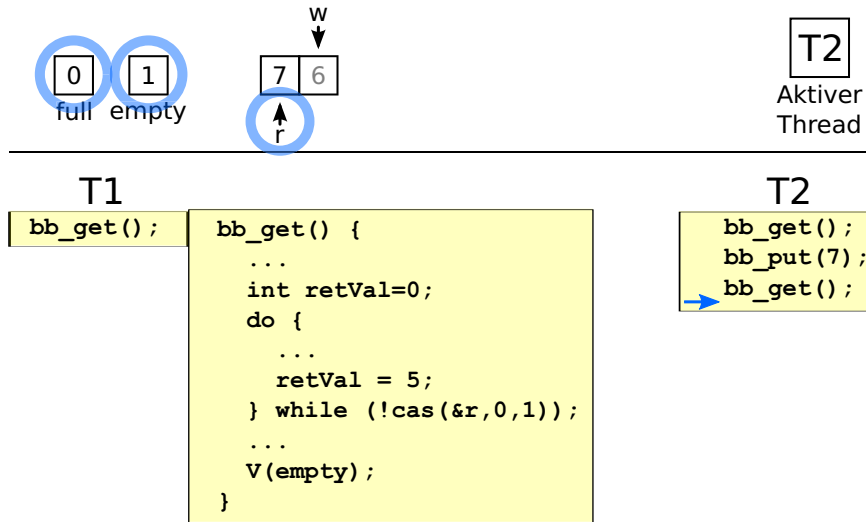 w
0 1 7 6
full empty
r
T2
Aktiver
Thread
T1
bb_get();
bb_get() {
...
int retVal=0;
do {
...
retVal = 5;
} while (!cas(&r,0,1));
...
V(empty);
}
T2
bb_get();
bb_put(7);
bb_get();